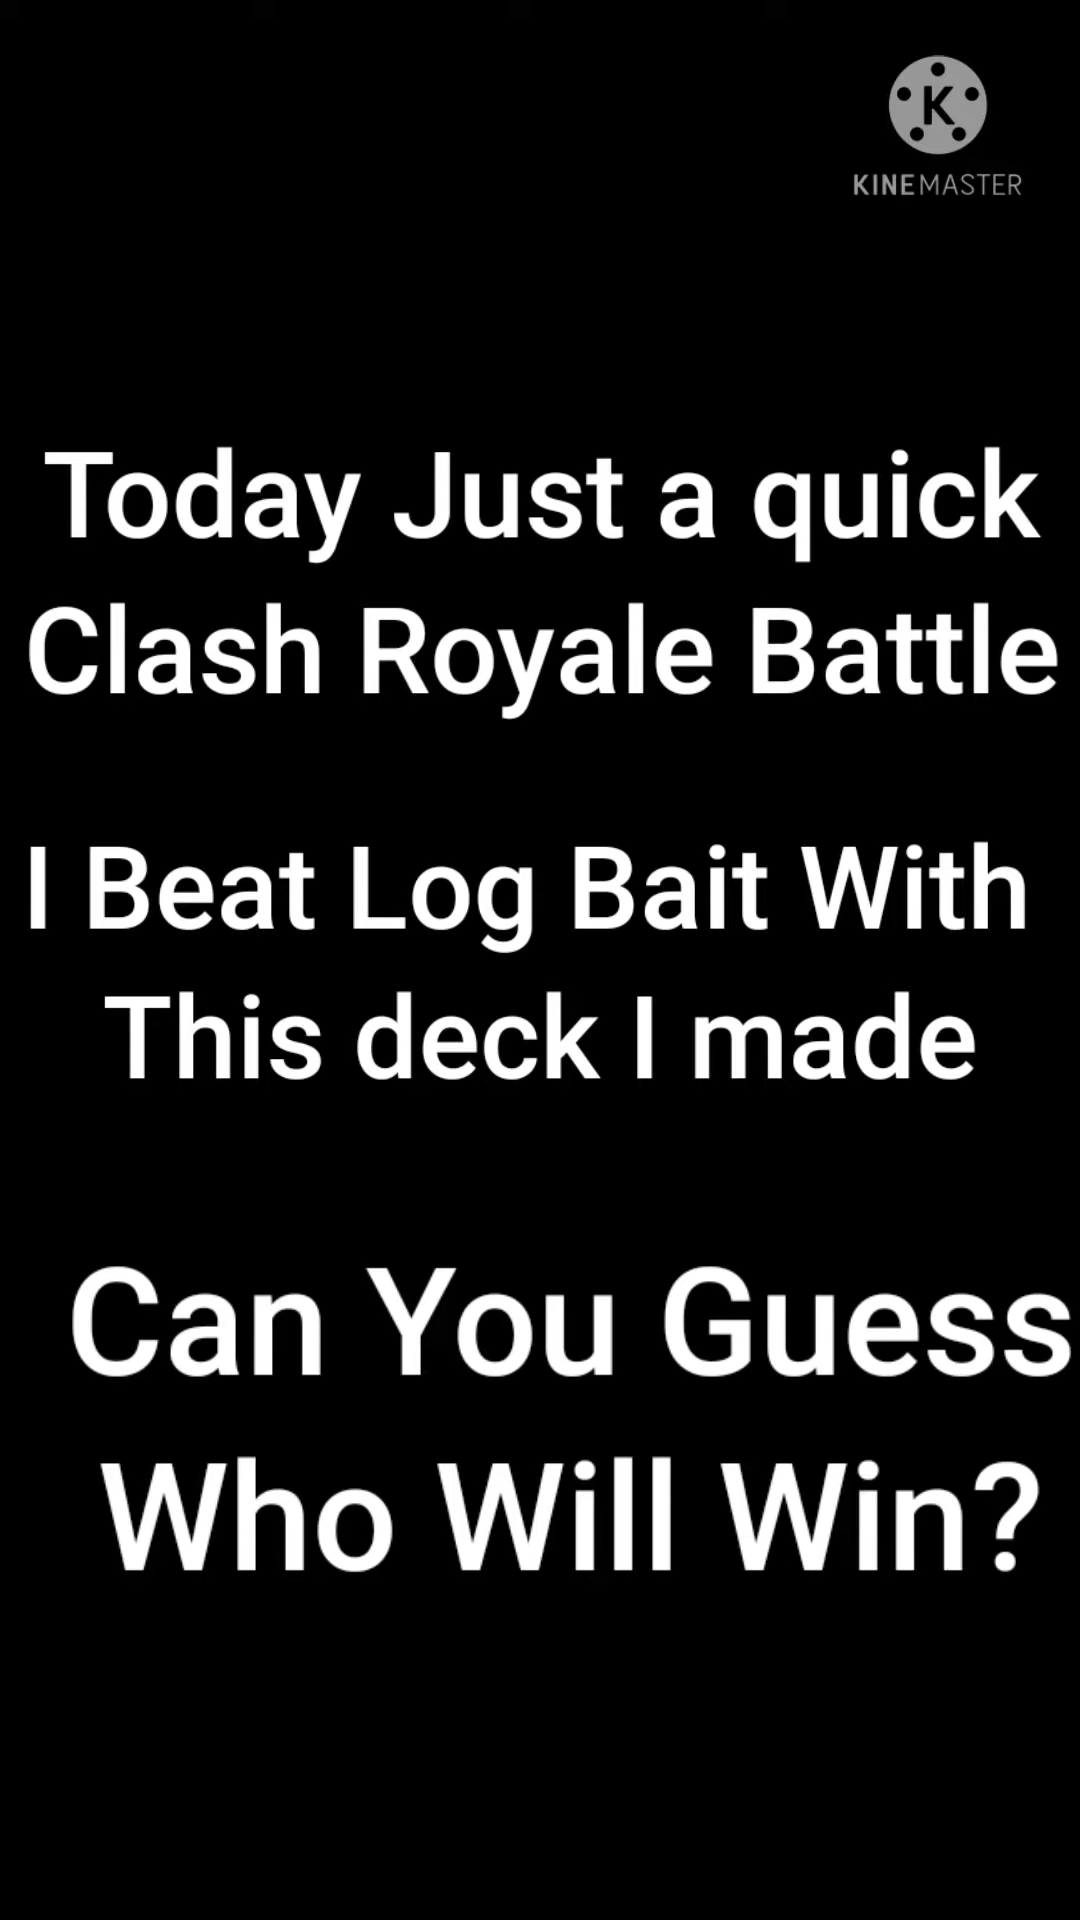 K
KINEMASTER
Today Just a quick
Clash Royale Battle
I Beat Log Bait With
This deck I made
Can You Guess
Who Will Win?